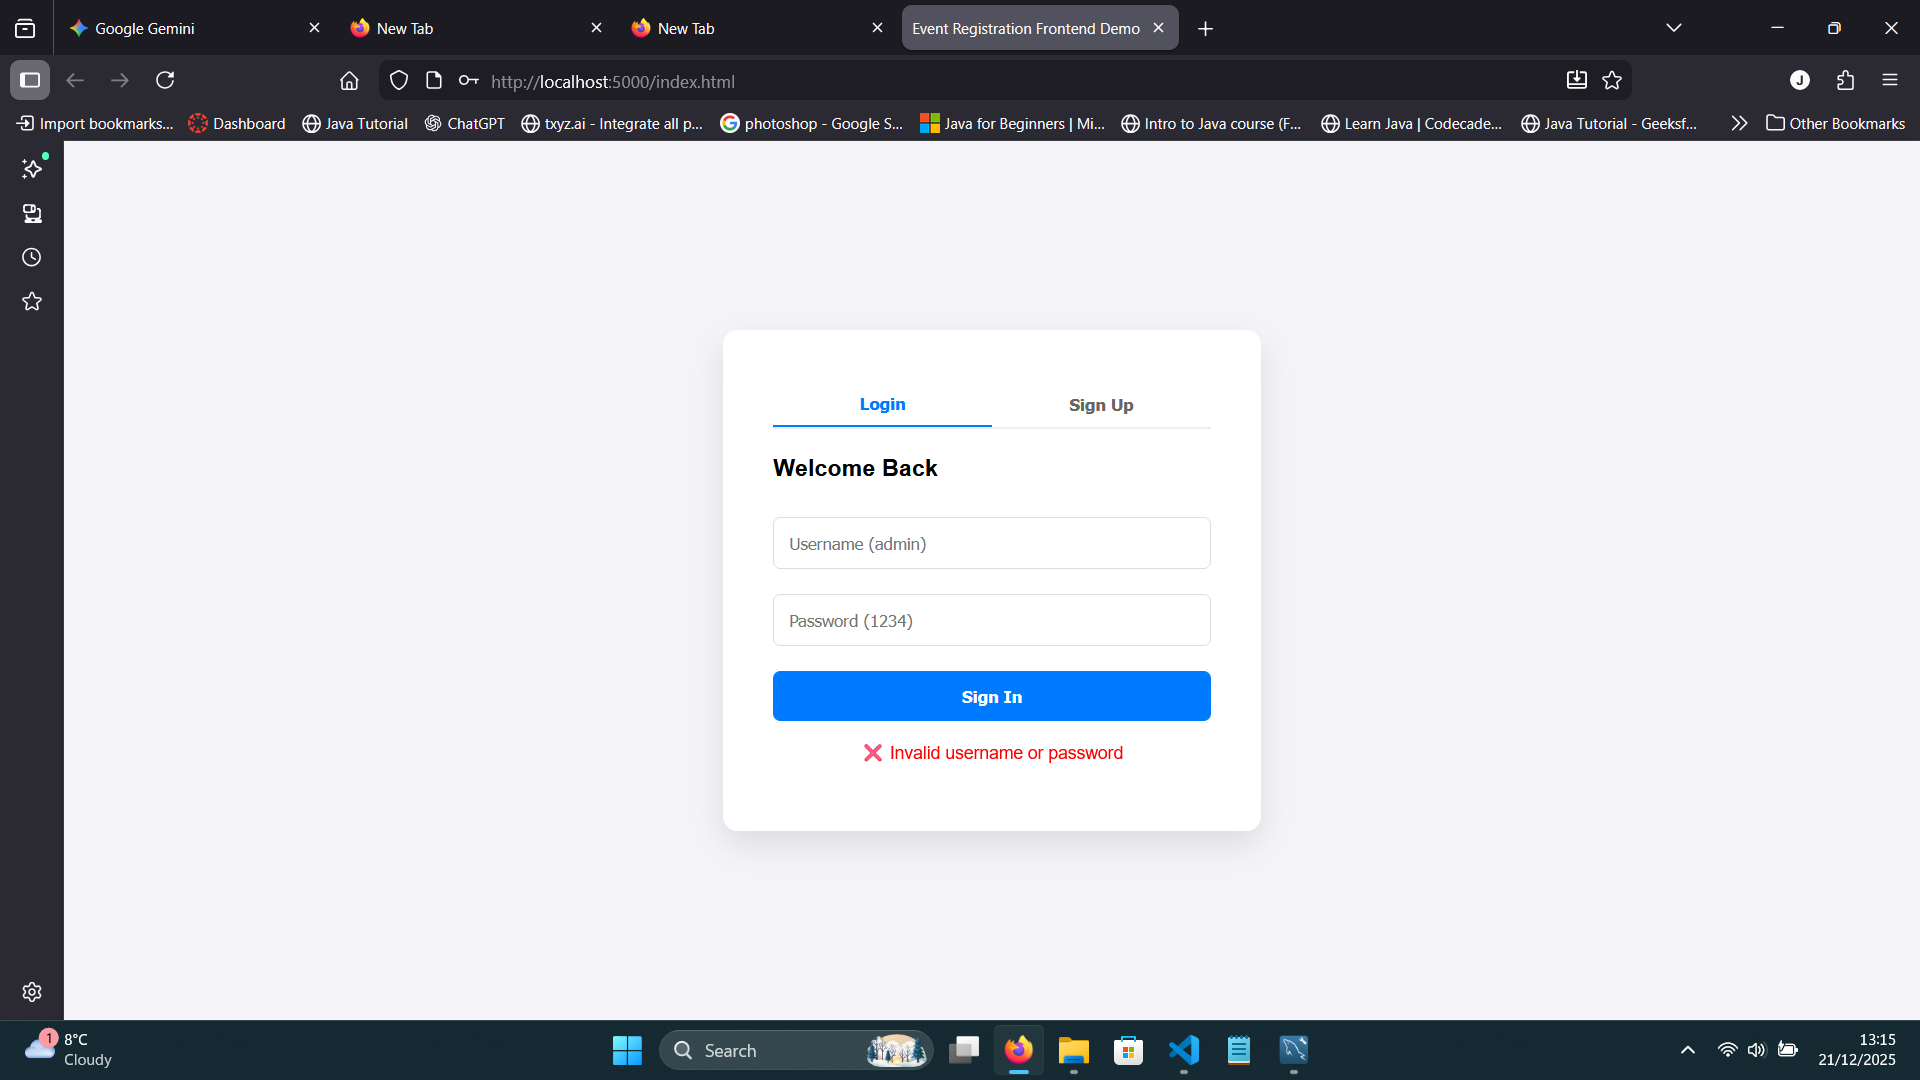 Google Gemini
New Tab
New Tab
Event Registration Frontend Demo
http://localhost:5000/index.html
J
Import bookmarks...
Dashboard
Java Tutorial
ChatGPT
txyz.ai - Integrate all p...
photoshop - Google S...
Java for Beginners | Mi...
Intro to Java course (F...
Learn Java | Codecade...
Java Tutorial - Geeksf...
Other Bookmarks
Login
Sign Up
Welcome Back
Username (admin)
Password (1234)
Sign In
❌ Invalid username or password
1
8°C
Cloudy
Search
13:15
21/12/2025